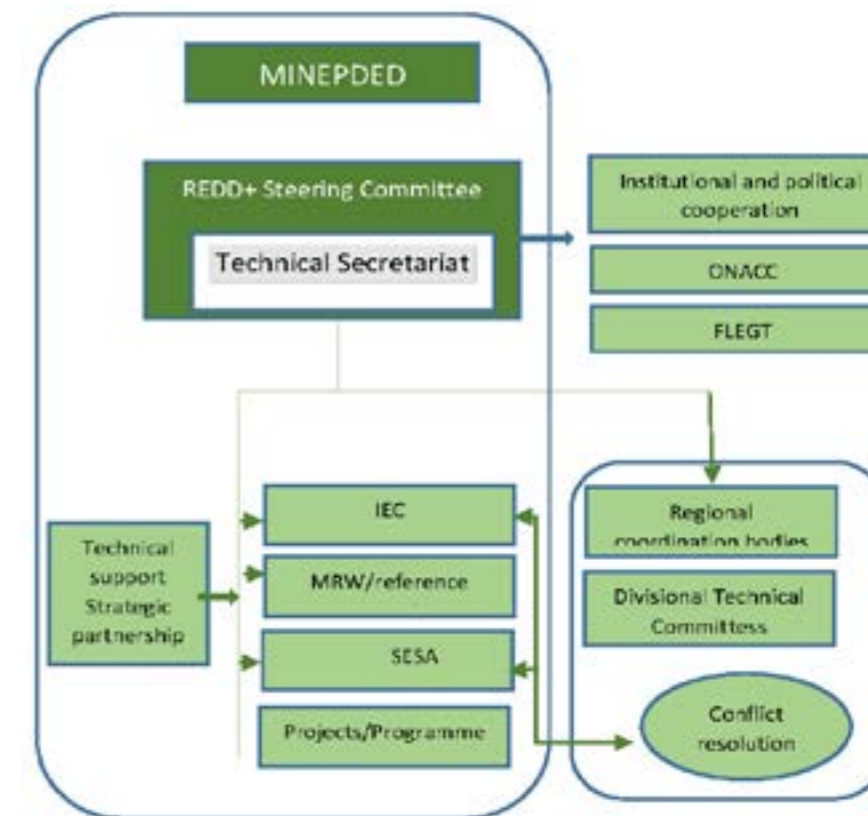 MINEPDED
REDD+ Steering Committee
Technical Secretariat
Institutional and political
cooperation
ONACC
FLEGT
IEC
MRW/reference
SESA
Projects/Programme
Technical
support
Strategic
partnership
Regional
coordination bodies
Divisional Technical
Committess
Conflict
resolution